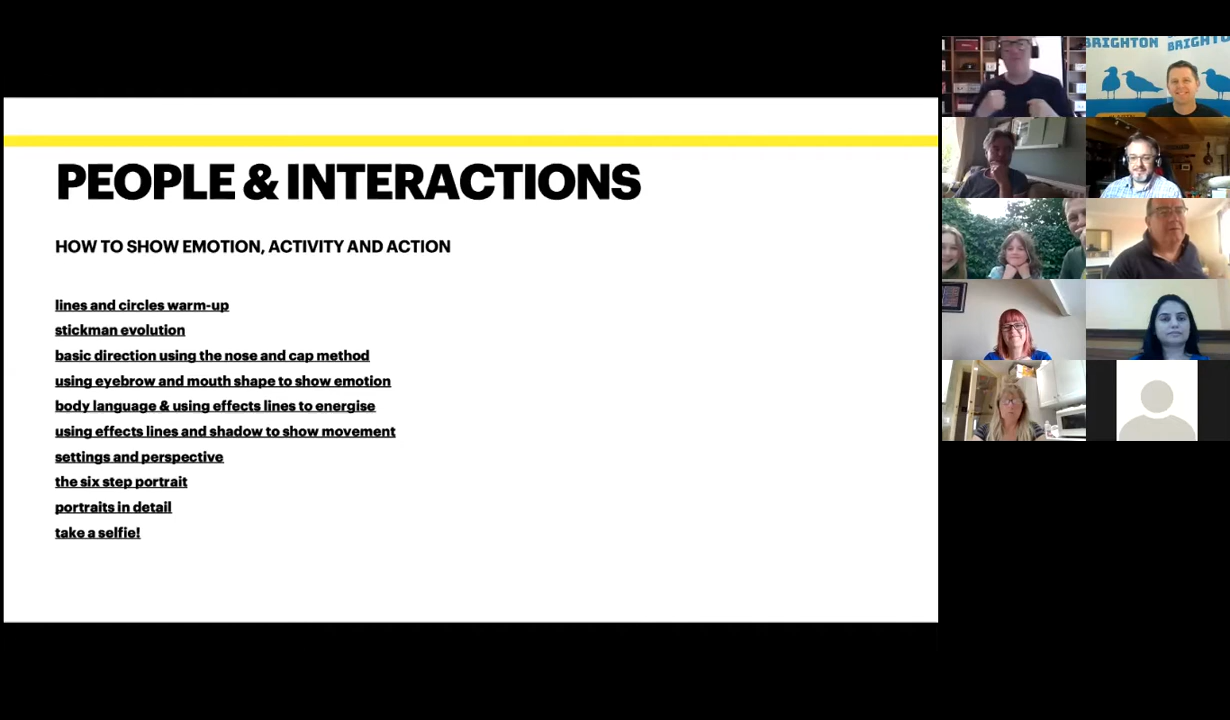 PEOPLE & INTERACTIONS
HOW TO SHOW EMOTION, ACTIVITY AND ACTION
lines and circles warm-up
stickman evolution
basic direction using the nose and cap method
using eyebrow and mouth shape to show emotion
body language & using effects lines to energise
using effects lines and shadow to show movement
settings and perspective
the six step portrait
portraits in detail
take a selfie!
BRIGHTON